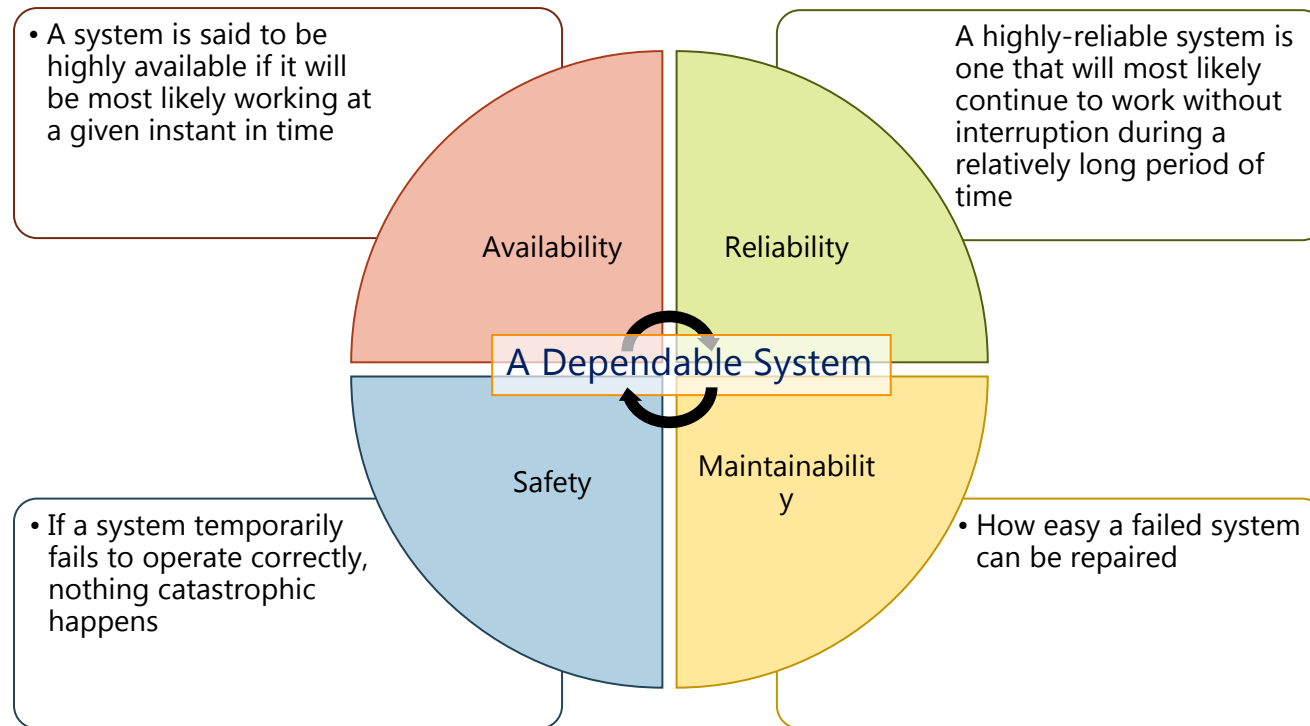 • A system is said to be
highly available if it will
be most likely working at
a given instant in time
A highly-reliable system is
one that will most likely
continue to work without
interruption during a
relatively long period of
time
Availability
Reliability
A Dependable System
Safety
Maintainabilit
y
• If a system temporarily
fails to operate correctly,
nothing catastrophic
happens
• How easy a failed system
can be repaired